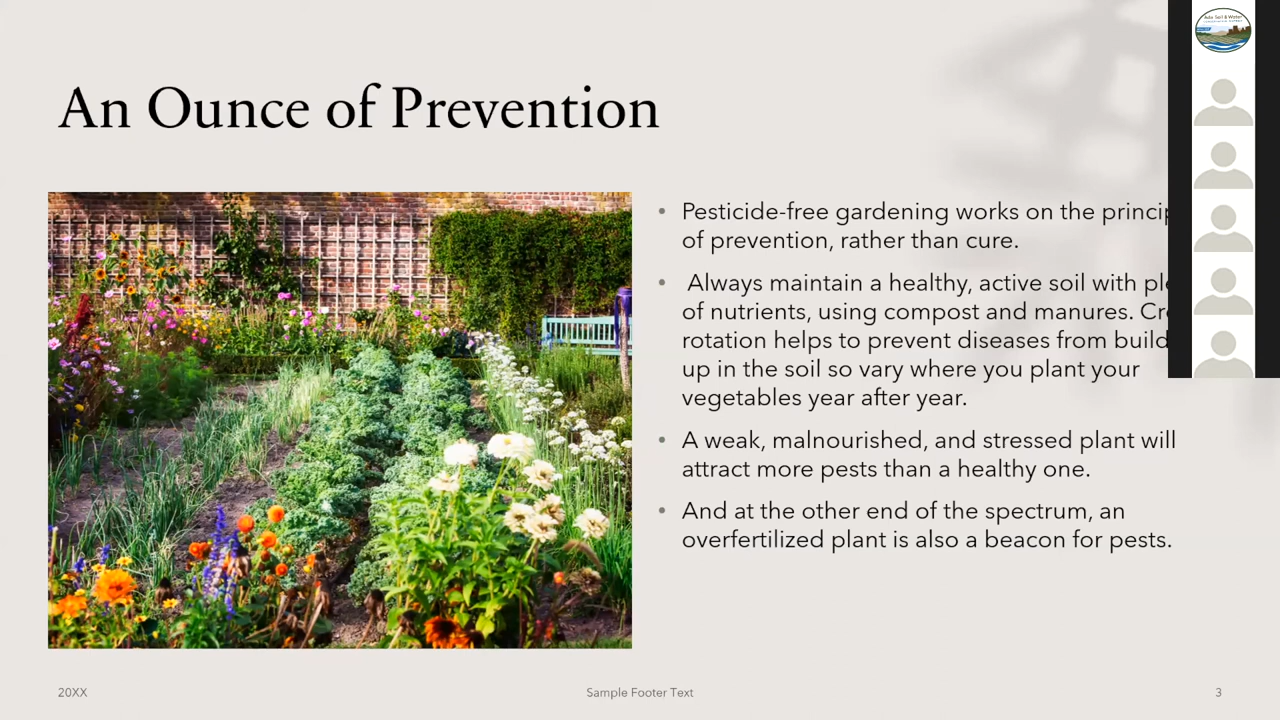 Ada Soil & Water
An Ounce of Prevention
• Pesticide-free gardening works on the
of prevention, rather than cure.
• Always maintain a healthy, active soil with
of nutrients, using compost and manures.
rotation helps to prevent diseases from build
up in the soil so vary where you plant your
vegetables year after year.
• A weak, malnourished, and stressed plant will
attract more pests than a healthy one.
• And at the other end of the spectrum, an
overfertilized plant is also a beacon for pests.
20XX
Sample Footer Text
3